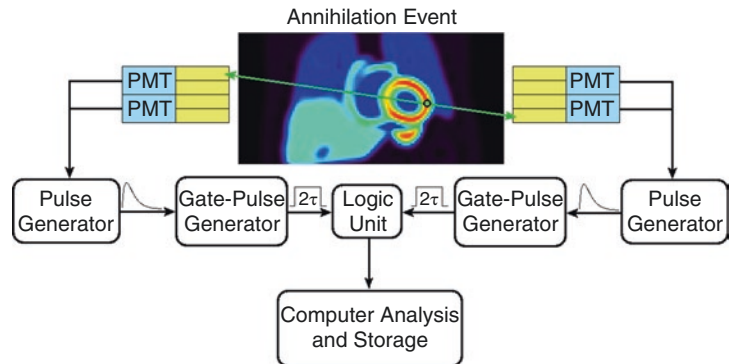 Annihilation Event
PMT
PMT
PMT
PMT
Pulse
Generator
Gate-Pulse
Generator
2τ
Logic
Unit
2τ
Gate-Pulse
Generator
Pulse
Generator
Computer Analysis
and Storage